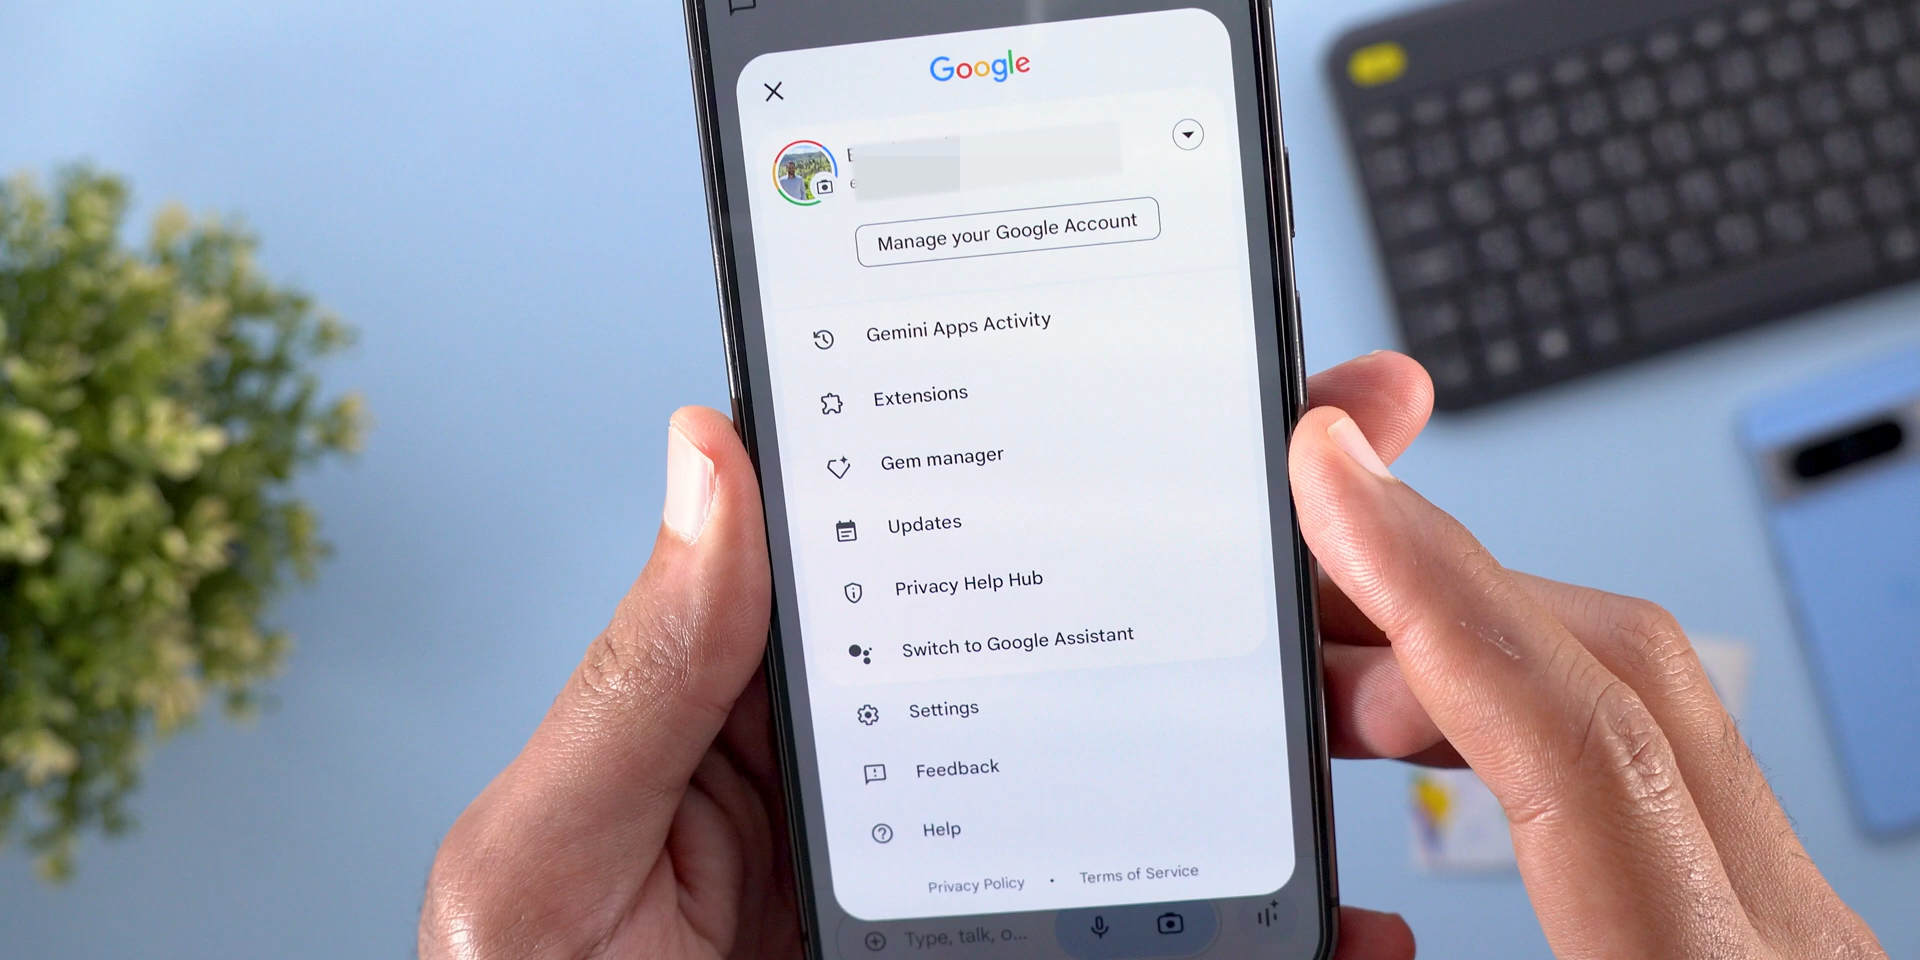 Google
Manage your Google Account
Gemini Apps Activity
Extensions
Gem manager
Updates
Privacy Help Hub
Switch to Google Assistant
Settings
Feedback
Help
Privacy Policy • Terms of Service
Type, talk, o...